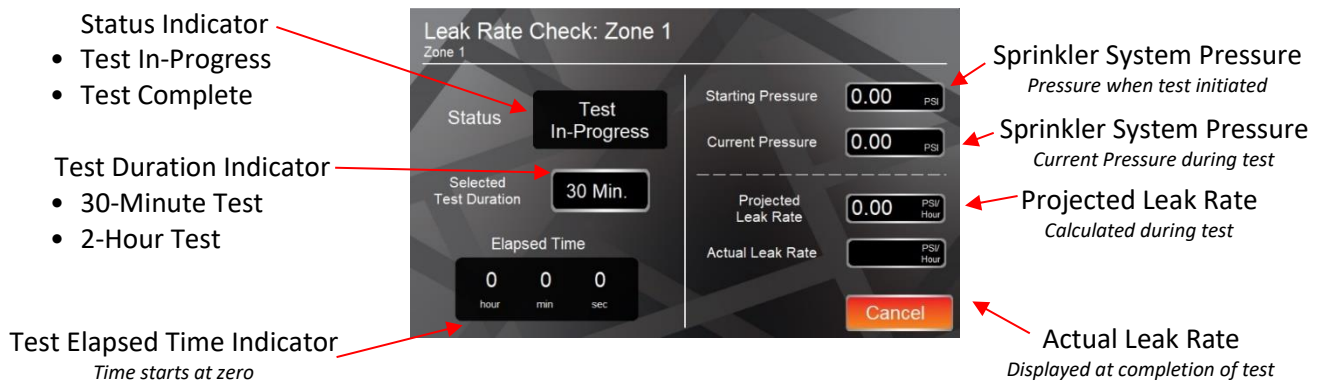 Status Indicator
• Test In-Progress
• Test Complete
Test Duration Indicator
• 30-Minute Test
• 2-Hour Test
Test Elapsed Time Indicator
Time starts at zero
Leak Rate Check: Zone 1
Zone 1
Status
Test
In-Progress
Selected
Test Duration
30 Min.
Elapsed Time
0 0 0
hour min sec
Starting Pressure 0.00 PSI
Current Pressure 0.00 PSI
Projected
Leak Rate
0.00 PSI/
Hour
Actual Leak Rate
PSI/
Hour
Cancel
Sprinkler System Pressure
Pressure when test initiated
Sprinkler System Pressure
Current Pressure during test
Projected Leak Rate
Calculated during test
Actual Leak Rate
Displayed at completion of test